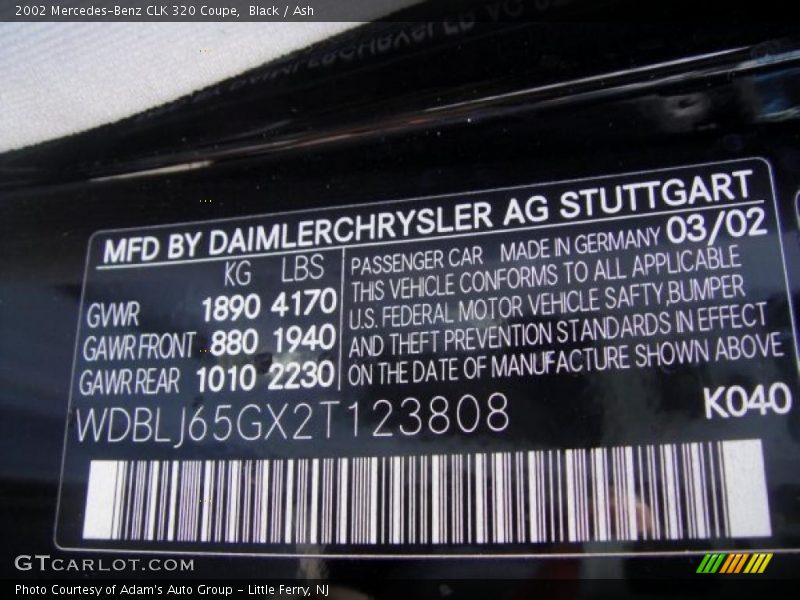 2002 Mercedes-Benz CLK 320 Coupe, Black / Ash
MFD BY DAIMLERCHRYSLER AG STUTTGART
KG LBS
GVWR 1890 4170
GAWR FRONT 880 1940
GAWR REAR 1010 2230
PASSENGER CAR MADE IN GERMANY 03/02
THIS VEHICLE CONFORMS TO ALL APPLICABLE
U.S. FEDERAL MOTOR VEHICLE SAFTY,BUMPER
AND THEFT PREVENTION STANDARDS IN EFFECT
ON THE DATE OF MANUFACTURE SHOWN ABOVE
WDBLJ65GX2T123808
K040
GTCARLOT.COM
Photo Courtesy of Adam's Auto Group - Little Ferry, NJ